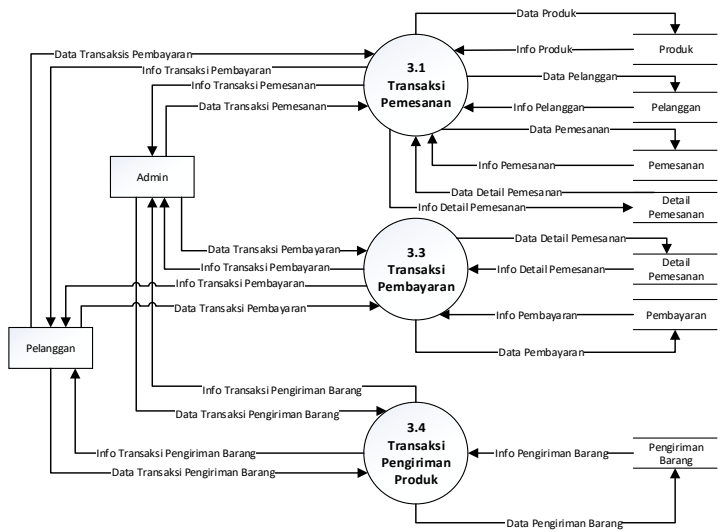 Data Produk
Data Transaksis Pembayaran
Info Produk
Produk
Info Transaksi Pembayaran
3.1
Transaksi
Pemesanan
Data Pelanggan
Info Transaksi Pemesanan
Data Transaksi Pemesanan
Info Pelanggan
Pelanggan
Data Pemesanan
Info Pemesanan
Pemesanan
Admin
Data Detail Pemesanan
Info Detail Pemesanan
Detail
Pemesanan
Data Transaksi Pembayaran
3.3
Transaksi
Pembayaran
Data Detail Pemesanan
Info Transaksi Pembayaran
Info Detail Pemesanan
Detail
Pemesanan
Info Transaksi Pembayaran
Data Transaksi Pembayaran
Info Pembayaran
Pembayaran
Pelanggan
Data Pembayaran
Info Transaksi Pengiriman Barang
Data Transaksi Pengiriman Barang
3.4
Transaksi
Pengiriman
Produk
Info Transaksi Pengiriman Barang
Info Pengiriman Barang
Pengiriman
Barang
Data Transaksi Pengiriman Barang
Data Pengiriman Barang